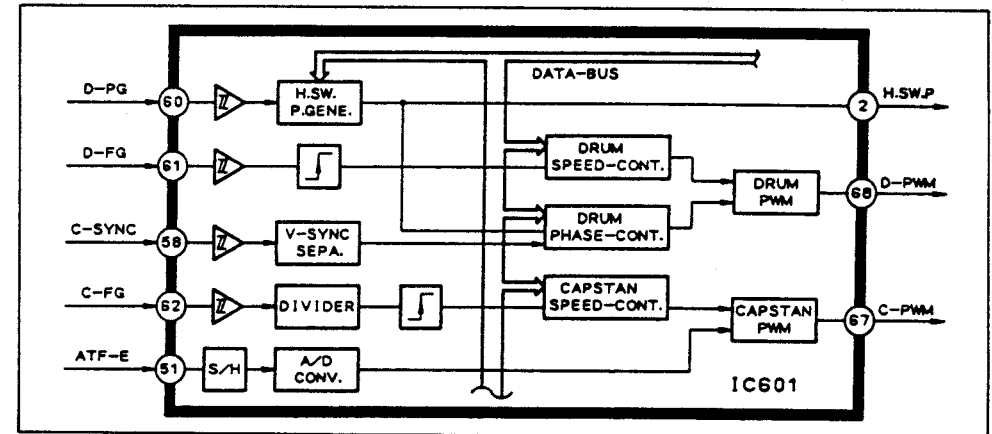 D-PG
60
H.SW.
P.GENE.
DATA-BUS
2
H.SW.P
D-FG
61
DRUM
SPEED-CONT.
DRUM
PWM
68
D-PWM
C-SYNC
58
V-SYNC
SEPA.
DRUM
PHASE-CONT.
C-FG
62
DIVIDER
CAPSTAN
SPEED-CONT.
CAPSTAN
PWM
67
C-PWM
ATF-E
51
S/H
A/D
CONV.
IC601